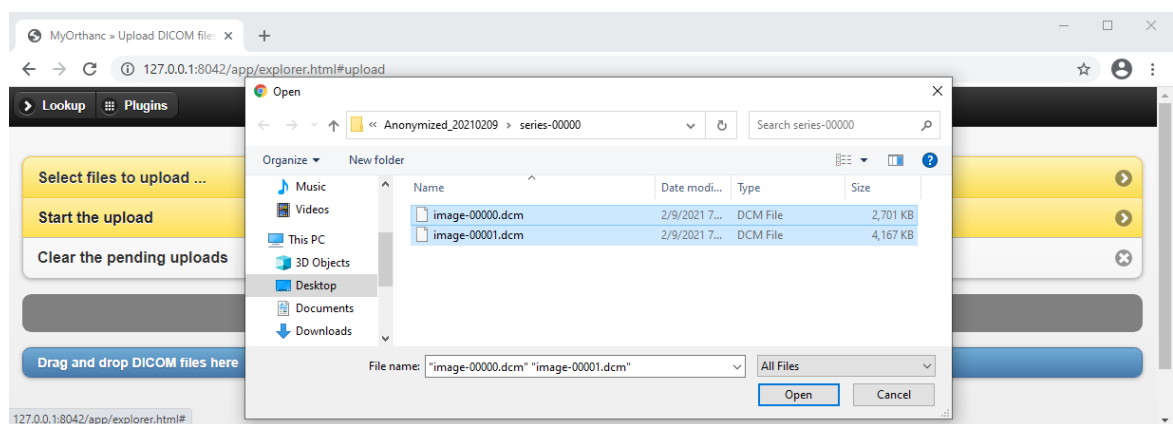 MyOrthanc » Upload DICOM files
127.0.0.1:8042/app/explorer.html#upload
Open
Lookup Plugins
« Anonymized_20210209 › series-00000
Search series-00000
Organize New folder
Select files to upload ...
Start the upload
Clear the pending uploads
Drag and drop DICOM files here
Music
Videos
This PC
3D Objects
Desktop
Documents
Downloads
Name Date modi... Type Size
image-00000.dcm 2/9/2021 7... DCM File 2,701 KB
image-00001.dcm 2/9/2021 7... DCM File 4,167 KB
File name: "image-00000.dcm" "image-00001.dcm" All Files
Open Cancel
127.0.0.1:8042/app/explorer.html#